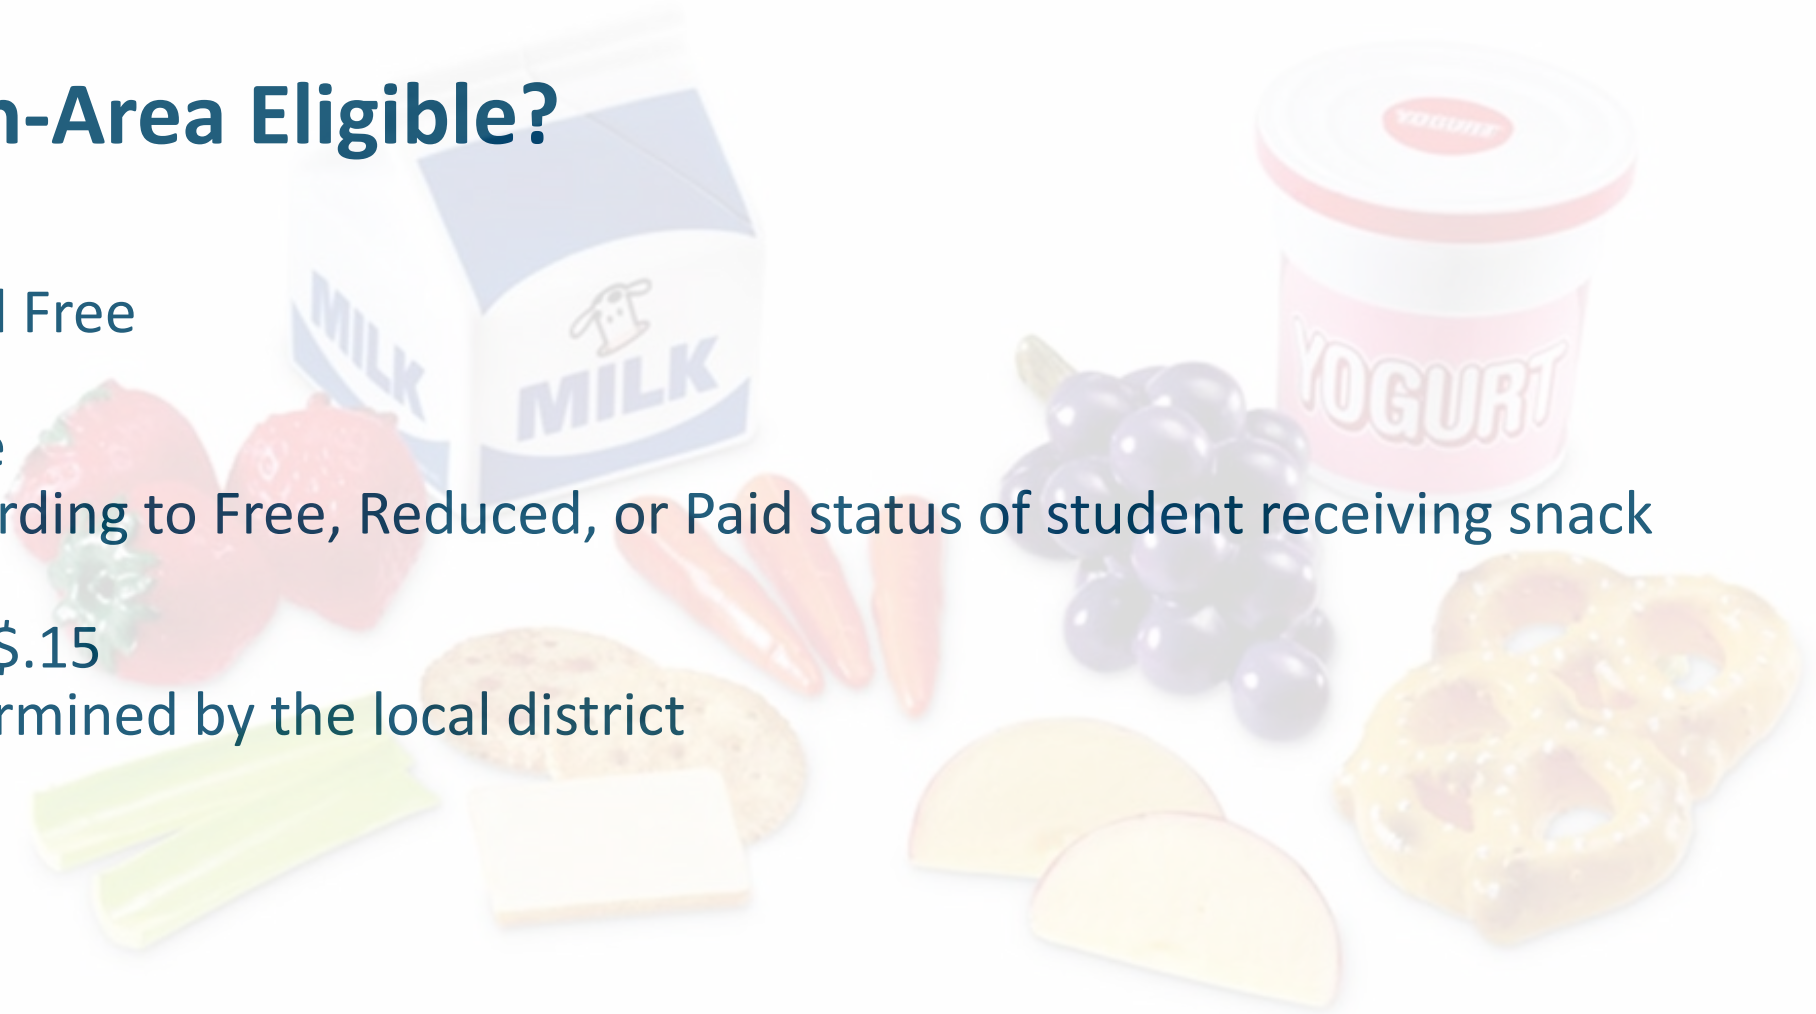 n-Area Eligible?
YOGURT
l Free
MILK
MILK
YOGURT
e
rding to Free, Reduced, or Paid status of student receiving snack
$.15
rmined by the local district